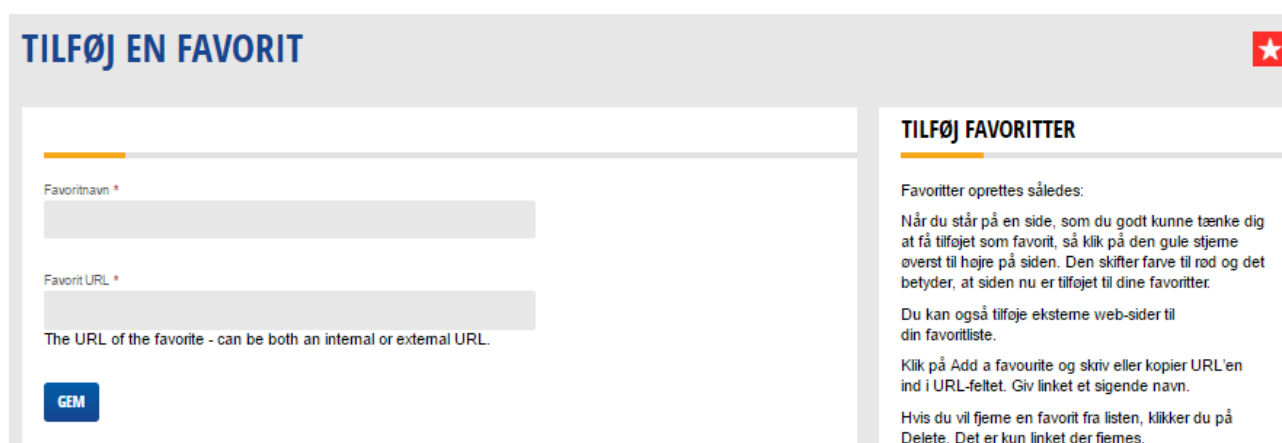 TILFØJ EN FAVORIT
Favoritnavn *
Favorit URL *
The URL of the favorite - can be both an internal or external URL.
GEM
TILFØJ FAVORITTER
Favoritter oprettes således:
Når du står på en side, som du godt kunne tænke dig
at få tilføjet som favorit, så klik på den gule stjerne
øverst til højre på siden. Den skifter farve til rød og det
betyder, at siden nu er tilføjet til dine favoritter.
Du kan også tilføje eksterne web-sider til
din favoritliste.
Klik på Add a favourite og skriv eller kopier URL'en
ind i URL-feltet. Giv linket et sigende navn.
Hvis du vil fjerne en favorit fra listen, klikker du på
Delete. Det er kun linket der fjernes.